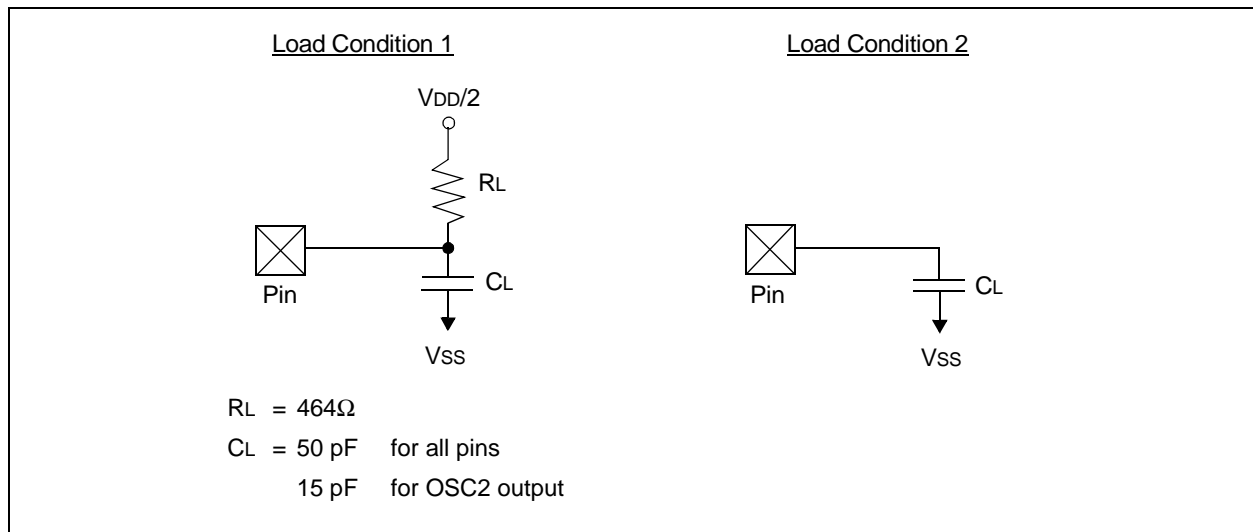 Load Condition 1
Load Condition 2
VDD/2
RL
CL
Pin
VSS
CL
Pin
VSS
RL = 464Ω
CL = 50 pF for all pins
15 pF for OSC2 output